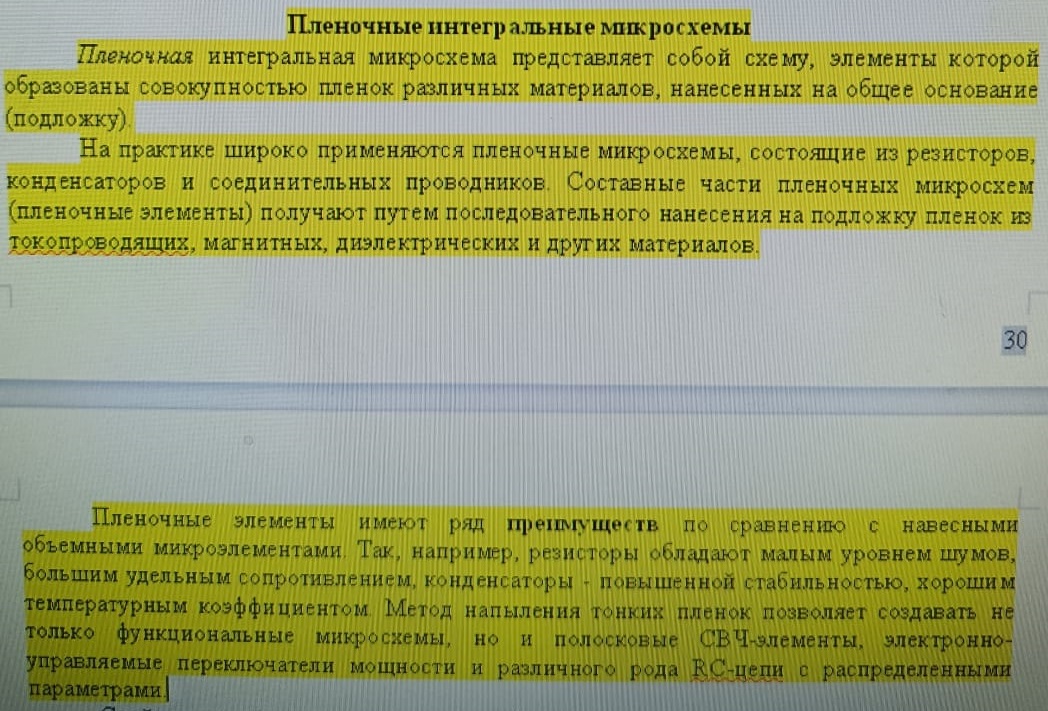 Пленочные интегральные микросхемы
Пленочная интегральная микросхема представляет собой схему, элементы которой
образованы совокупностью пленок различных материалов, нанесенных на общее основание
(подложку).
На практике широко применяются пленочные микросхемы, состоящие из резисторов,
конденсаторов и соединительных проводников. Составные части пленочных микросхем
(пленочные элементы) получают путем последовательного нанесения на подложку пленок из
токопроводящих, магнитных, диэлектрических и других материалов.
30
Пленочные элементы имеют ряд преимуществ по сравнению с навесными
объемными микроэлементами. Так, например, резисторы обладают малым уровнем шумов,
большим удельным сопротивлением, конденсаторы - повышенной стабильностью, хорошим
температурным коэффициентом. Метод напыления тонких пленок позволяет создавать не
только функциональные микросхемы, но и полосковые СВЧ-элементы, электронно-
управляемые переключатели мощности и различного рода RC-цепи с распределенными
параметрами.